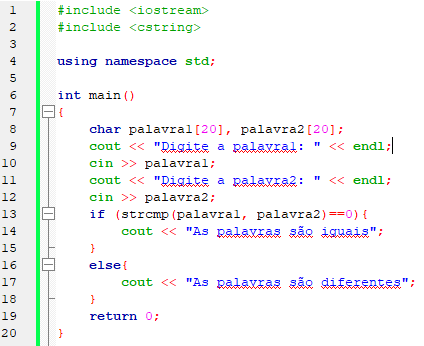 1 #include <iostream>
2 #include <cstring>
3
4 using namespace std;
5
6 int main()
7 {
8 char palavra1[20], palavra2[20];
9 cout << "Digite a palavra1: " << endl;
10 cin >> palavra1;
11 cout << "Digite a palavra2: " << endl;
12 cin >> palavra2;
13 if (strcmp(palavra1, palavra2)==0){
14 cout << "As palavras são iguais";
15 }
16 else{
17 cout << "As palavras são diferentes";
18 }
19 return 0;
20 }